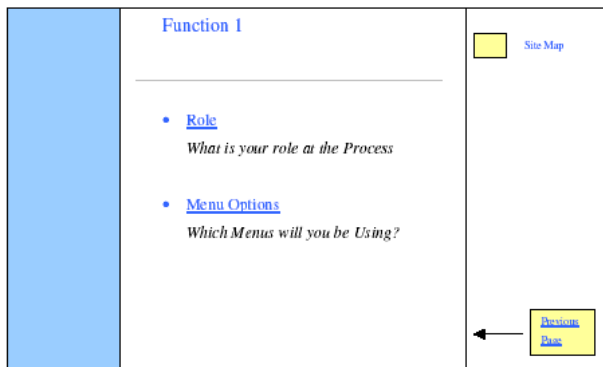 Function 1
Site Map
Role
What is your role at the Process
Menu Options
Which Menus will you be Using?
Previous
Page